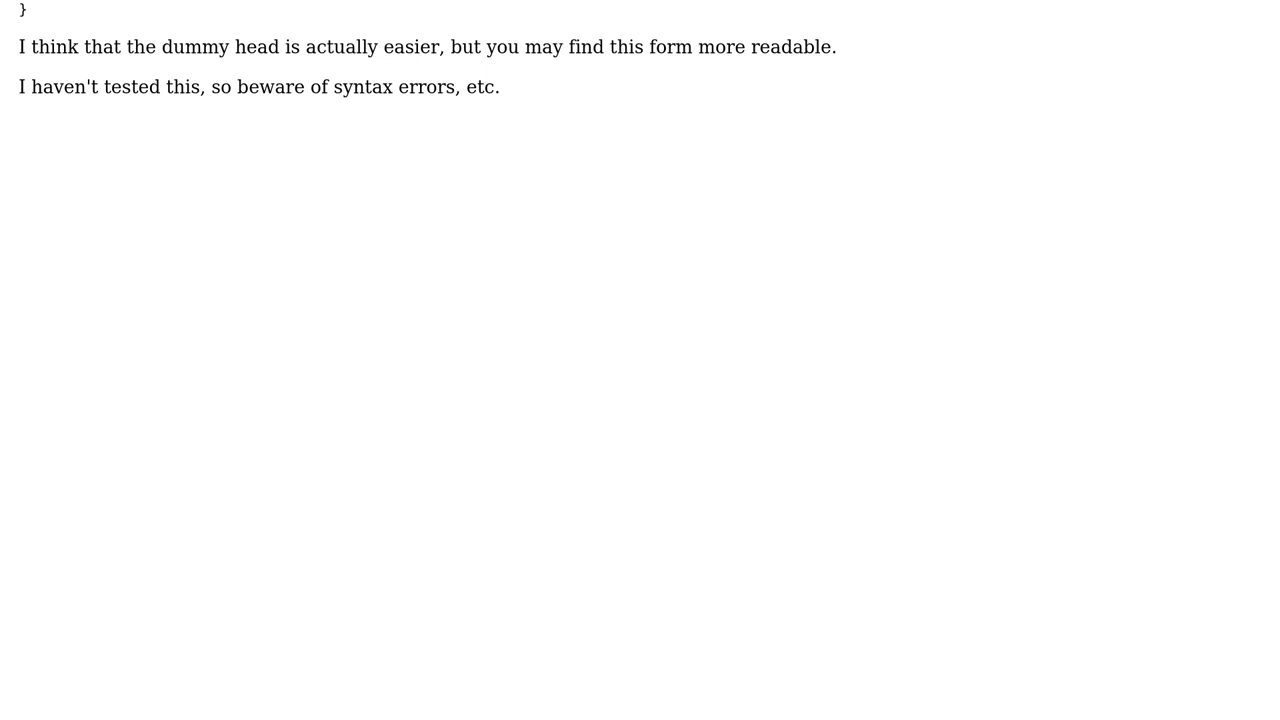 }
I think that the dummy head is actually easier, but you may find this form more readable.
I haven't tested this, so beware of syntax errors, etc.